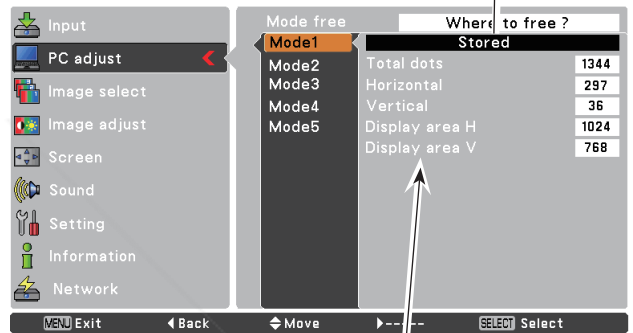 Input
PC adjust
Image select
Image adjust
Screen
Sound
Setting
Information
Network
Mode free Where to free ?
Mode1 Stored
Mode2
Mode3
Mode4
Mode5
Total dots 1344
Horizontal 297
Vertical 36
Display area H 1024
Display area V 768
MENU Exit Back Move ----- SELECT Select